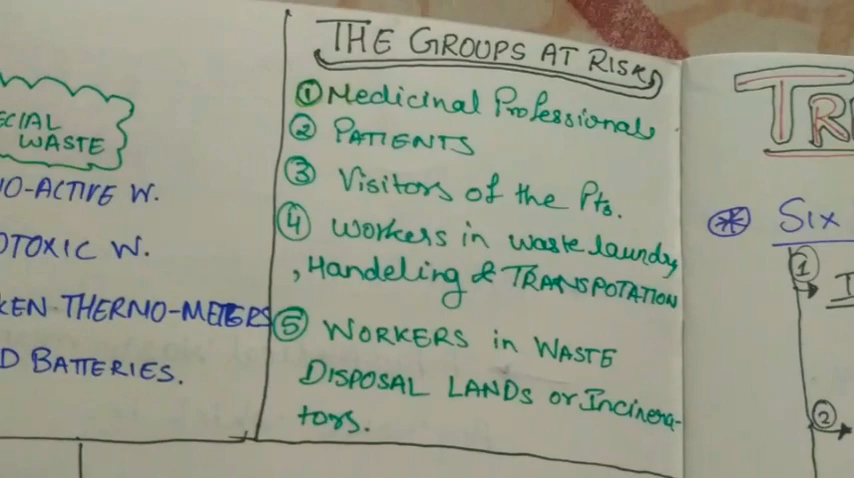 ECIAL
WASTE
IO-ACTIVE W.
OTOXIC W.
KEN THERMO-METERS
D BATTERIES.
THE GROUPS AT RISK
① Medicinal Professionals.
② PATIENTS
③ Visitors of the Pts.
④ Workers in waste laundry
, Handeling & TRANSPOTATION
⑤ WORKERS in WASTE
DISPOSAL LANDS or Incinera-
tors.
TR
* SIX
①
I
②